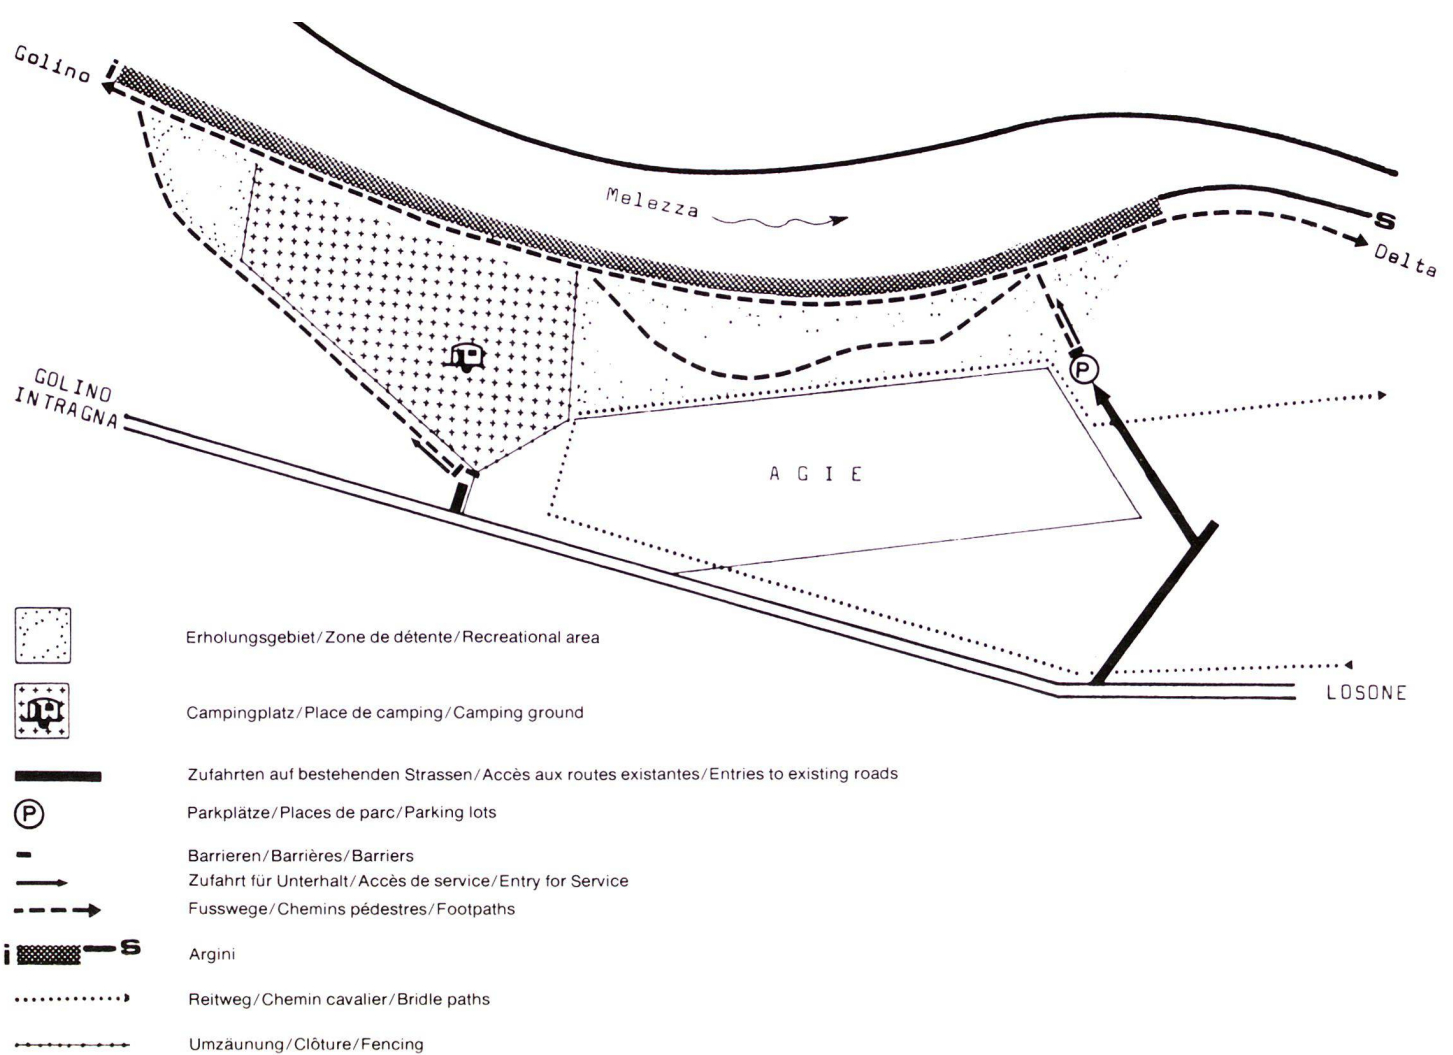 Golino
i
Melezza
S
Delta
P
GOLINO
INTRAGNA
AGIE
LOSONE
Erholungsgebiet/Zone de détente/Recreational area
Campingplatz/Place de camping/Camping ground
Zufahrten auf bestehenden Strassen/Accès aux routes existantes/Entries to existing roads
P Parkplätze/Places de parc/Parking lots
Barrieren/Barrières/Barriers
Zufahrt für Unterhalt/Accès de service/Entry for Service
Fusswege/Chemins pédestres/Footpaths
i S Argini
Reitweg/Chemin cavalier/Bridle paths
Umzäunung/Clôture/Fencing